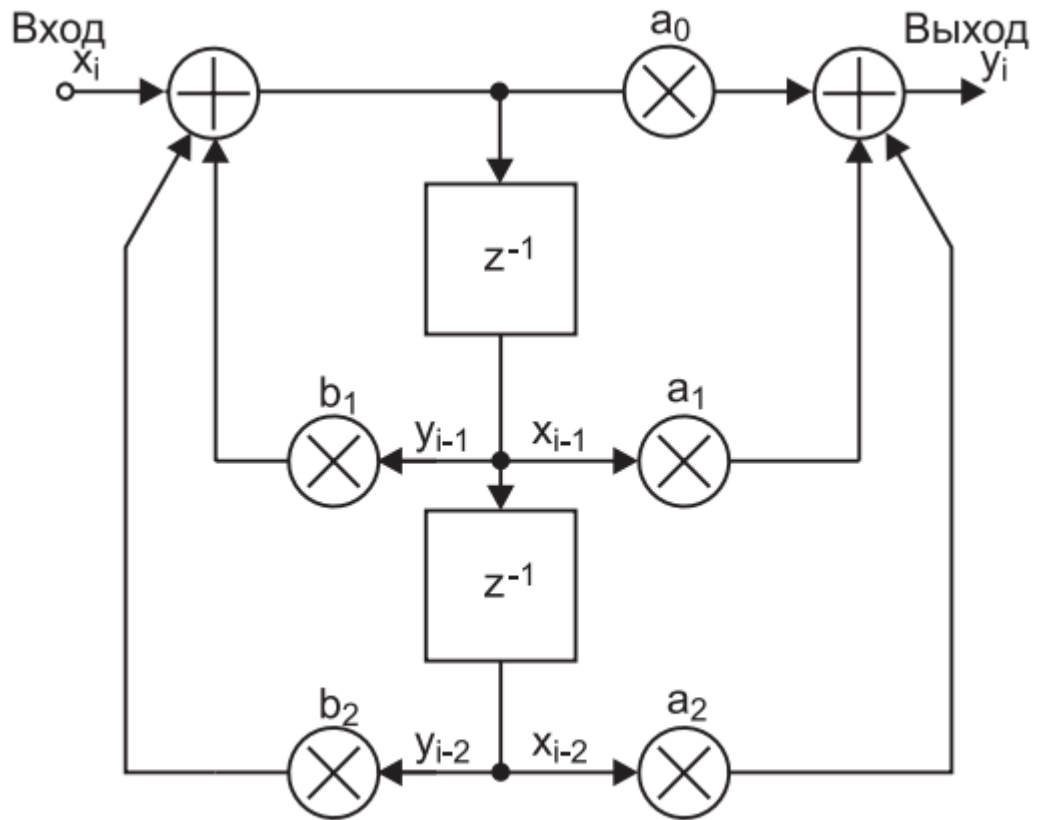 Вход
xᵢ
a₀
Выход
yᵢ
z⁻¹
b₁
yᵢ₋₁
xᵢ₋₁
a₁
z⁻¹
b₂
yᵢ₋₂
xᵢ₋₂
a₂